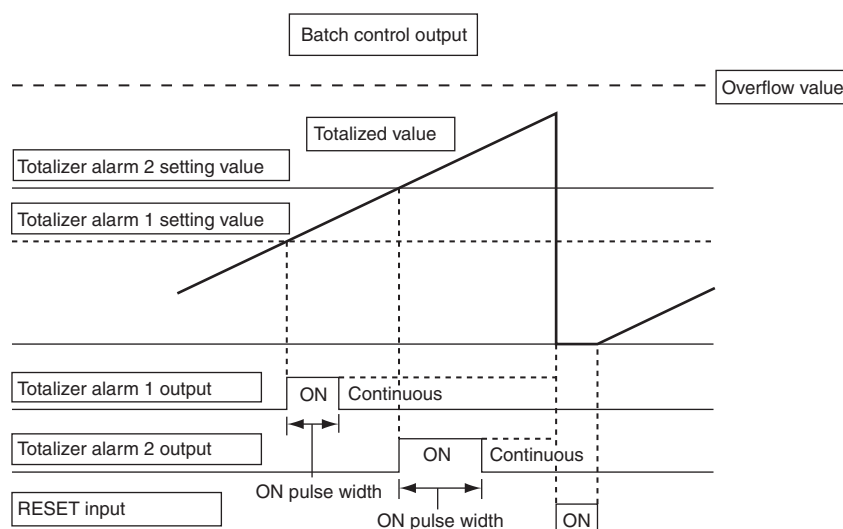 Batch control output
Overflow value
Totalized value
Totalizer alarm 2 setting value
Totalizer alarm 1 setting value
Totalizer alarm 1 output
ON
Continuous
Totalizer alarm 2 output
ON
Continuous
ON pulse width
RESET input
ON pulse width
ON